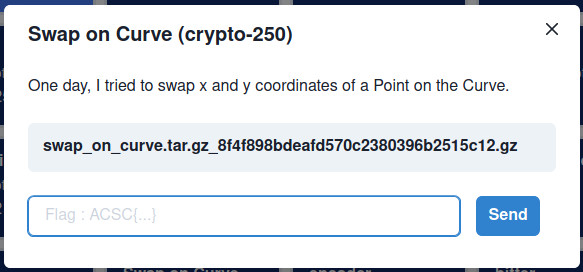 Swap on Curve (crypto-250)
One day, I tried to swap x and y coordinates of a Point on the Curve.
swap_on_curve.tar.gz_8f4f898bdeafd570c2380396b2515c12.gz
Flag : ACSC{...}
Send